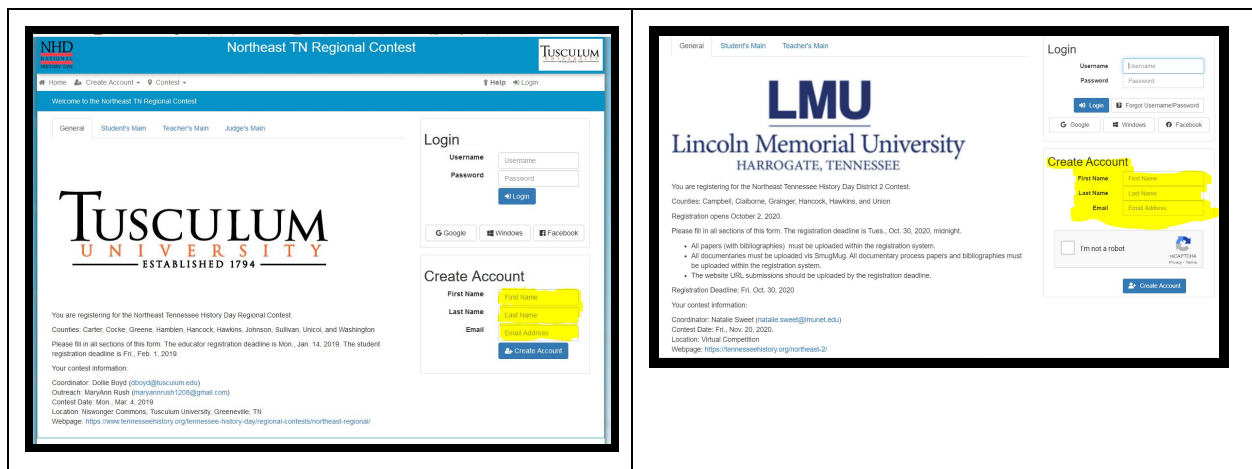 NHD
NATIONAL
HISTORY DAY
Northeast TN Regional Contest
TUSCULUM
UNIVERSITY
Home Create Account Contest Help Login
Welcome to the Northeast TN Regional Contest
General Student's Main Teacher's Main Judge's Main
TUSCULUM
UNIVERSITY
ESTABLISHED 1794
You are registering for the Northeast Tennessee History Day Regional Contest.
Counties: Carter, Cocke, Greene, Hamblen, Hancock, Hawkins, Johnson, Sullivan, Unicoi, and Washington
Please fill in all sections of this form. The educator registration deadline is Mon., Jan. 14, 2019. The student
registration deadline is Fri., Feb. 1, 2019.
Your contest information:
Coordinator: Dollie Boyd (dboyd@tusculum.edu)
Outreach: MaryAnn Rush (maryannrush1206@gmail.com)
Contest Date: Mon., Mar. 4, 2019
Location: Niswonger Commons, Tusculum University, Greeneville, TN
Webpage: https://www.tennesseehistory.org/tennessee-history-day/regional-contests/northeast-regional/
Login
Username Username
Password Password
Login
Google Windows Facebook
Create Account
First Name First Name
Last Name Last Name
Email Email Address
Create Account
General Student's Main Teacher's Main
LMU
Lincoln Memorial University
HARROGATE, TENNESSEE
You are registering for the Northeast Tennessee History Day District 2 Contest.
Counties: Campbell, Claiborne, Grainger, Hancock, Hawkins, and Union
Registration opens October 2, 2020.
Please fill in all sections of this form. The registration deadline is Tues., Oct. 30, 2020, midnight.
• All papers (with bibliographies) must be uploaded within the registration system.
• All documentaries must be uploaded vis SmugMug. All documentary process papers and bibliographies must
be uploaded within the registration system.
• The website URL submissions should be uploaded by the registration deadline.
Registration Deadline: Fri. Oct. 30, 2020
Your contest information:
Coordinator: Natalie Sweet (natalie.sweet@lmunet.edu)
Contest Date: Fri., Nov. 20, 2020.
Location: Virtual Competition
Webpage: https://tennesseehistory.org/northeast-2/
Login
Username Username
Password Password
Login Forgot Username/Password
Google Windows Facebook
Create Account
First Name First Name
Last Name Last Name
Email Email Address
I'm not a robot
reCAPTCHA
Privacy - Terms
Create Account